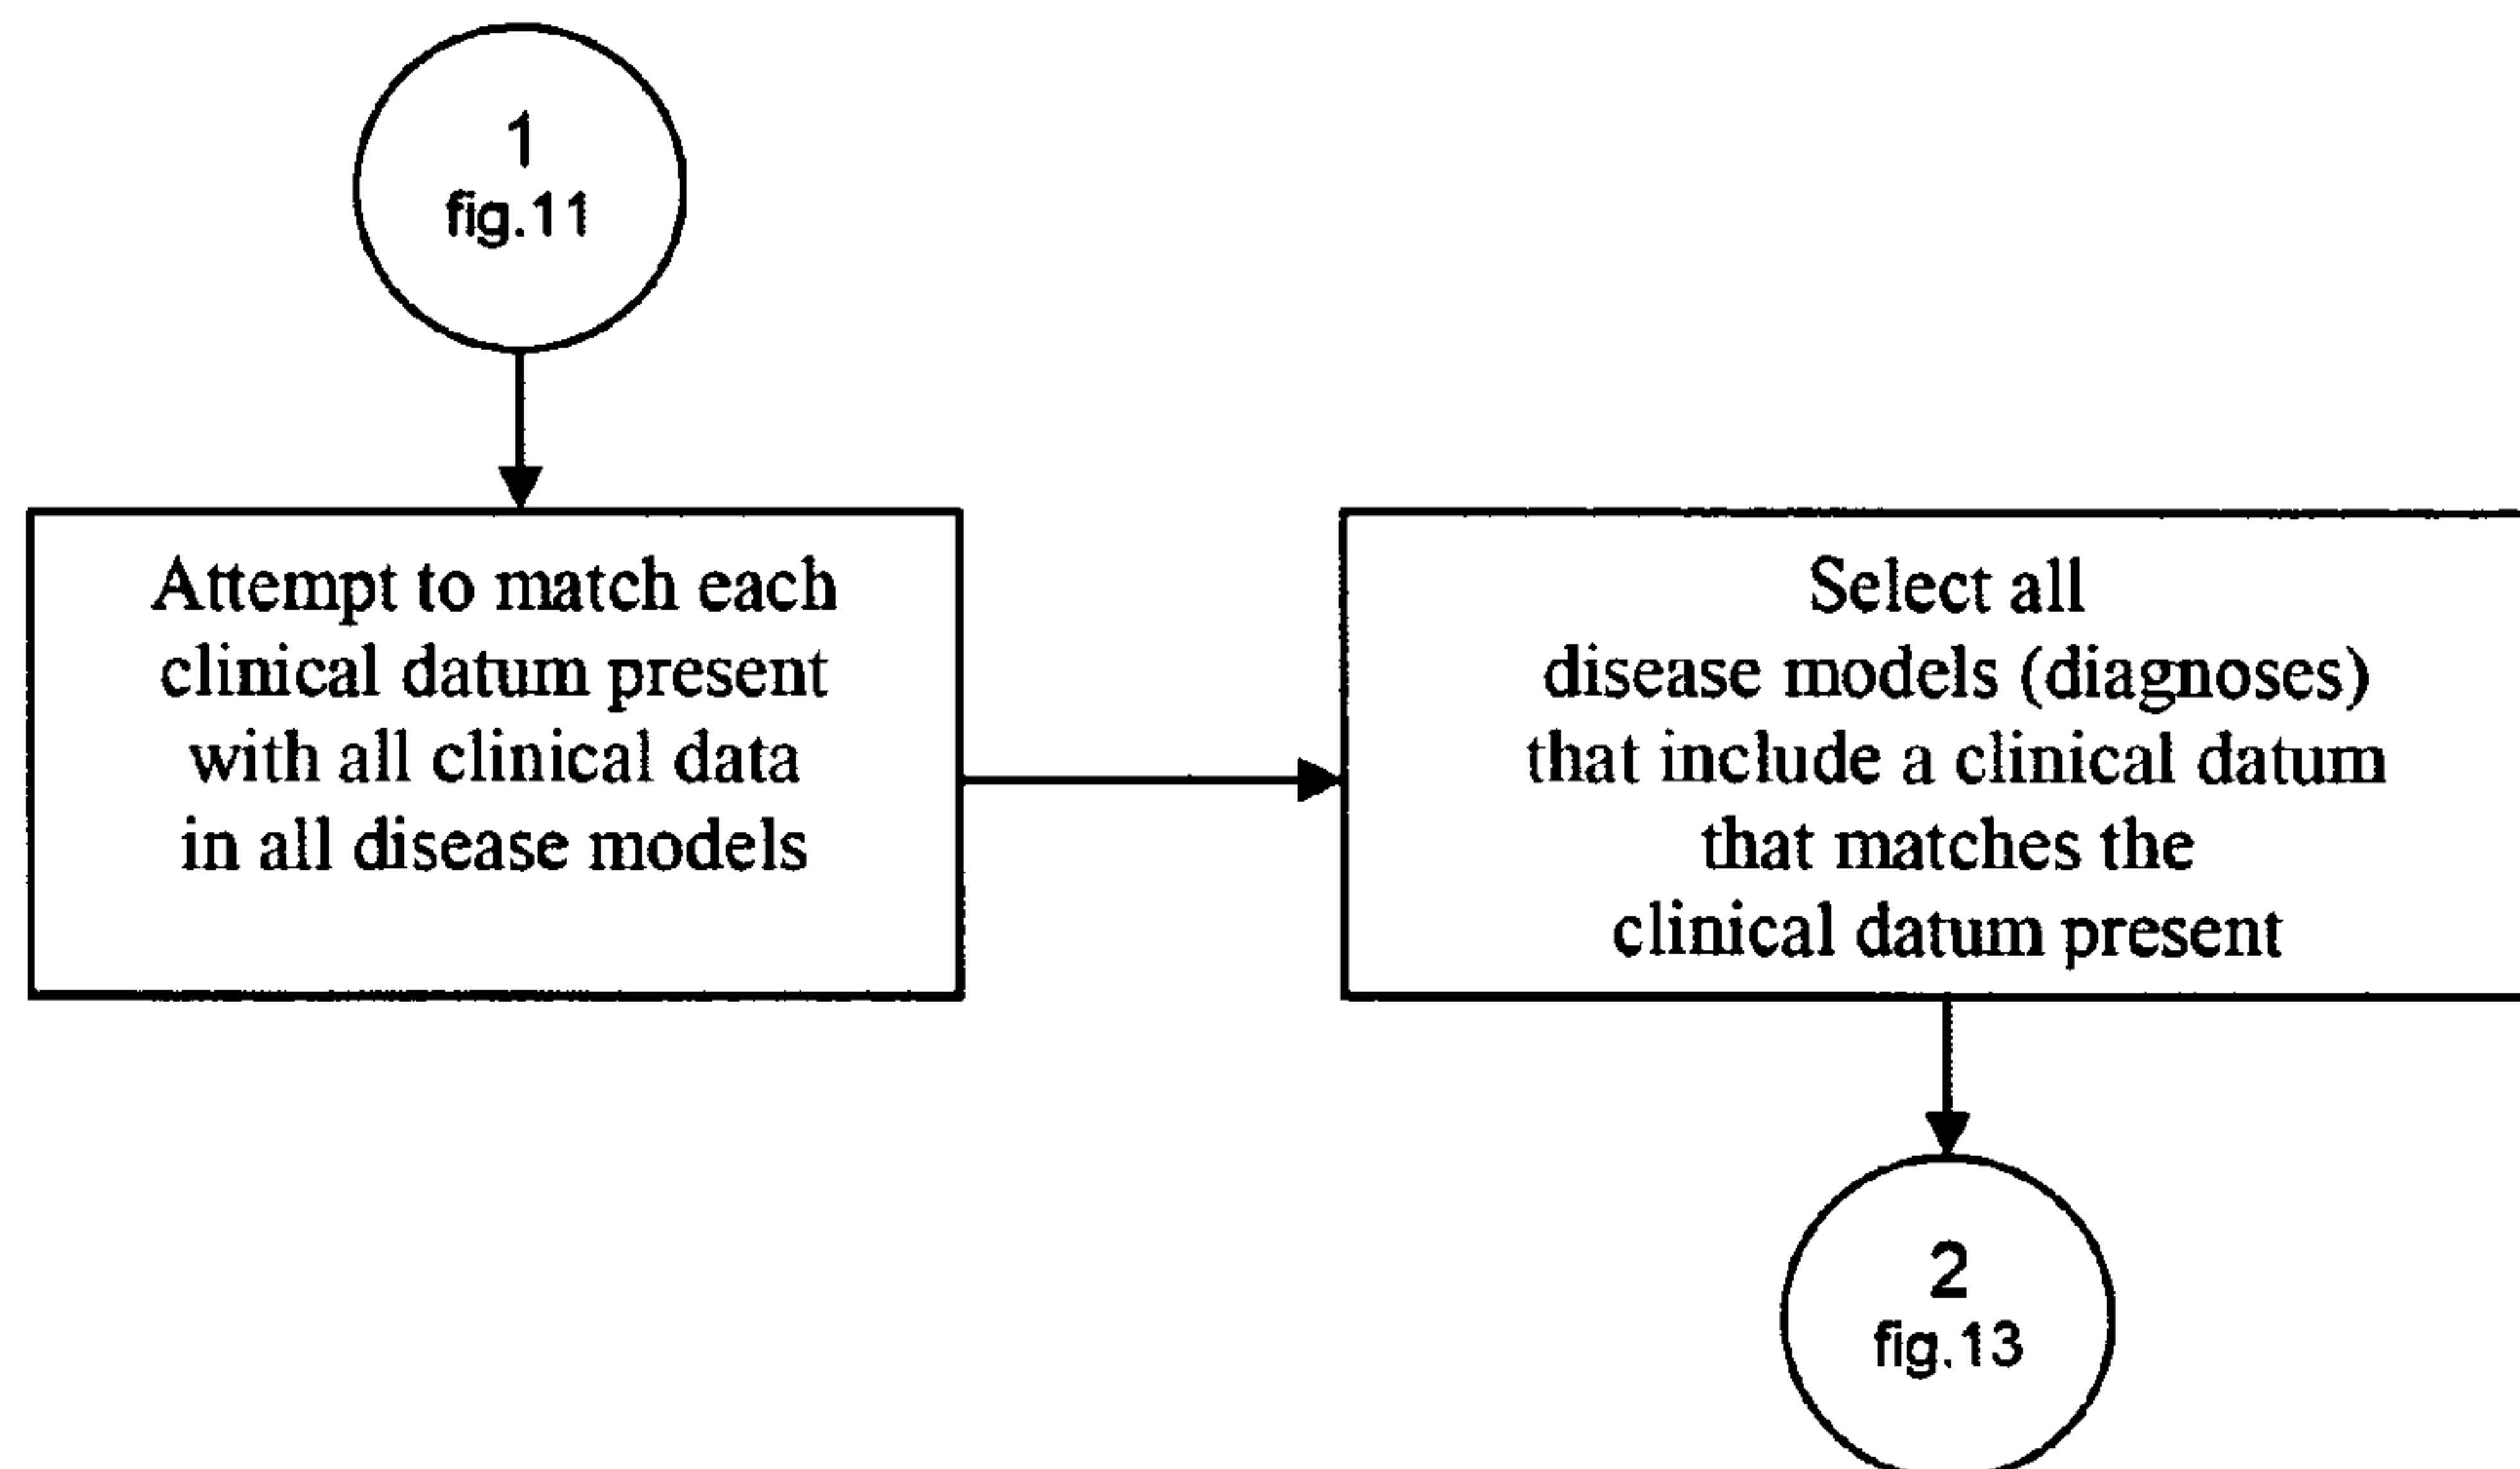 1
fig.11
Attempt to match each
clinical datum present
with all clinical data
in all disease models
Select all
disease models (diagnoses)
that include a clinical datum
that matches the
clinical datum present
2
fig.13